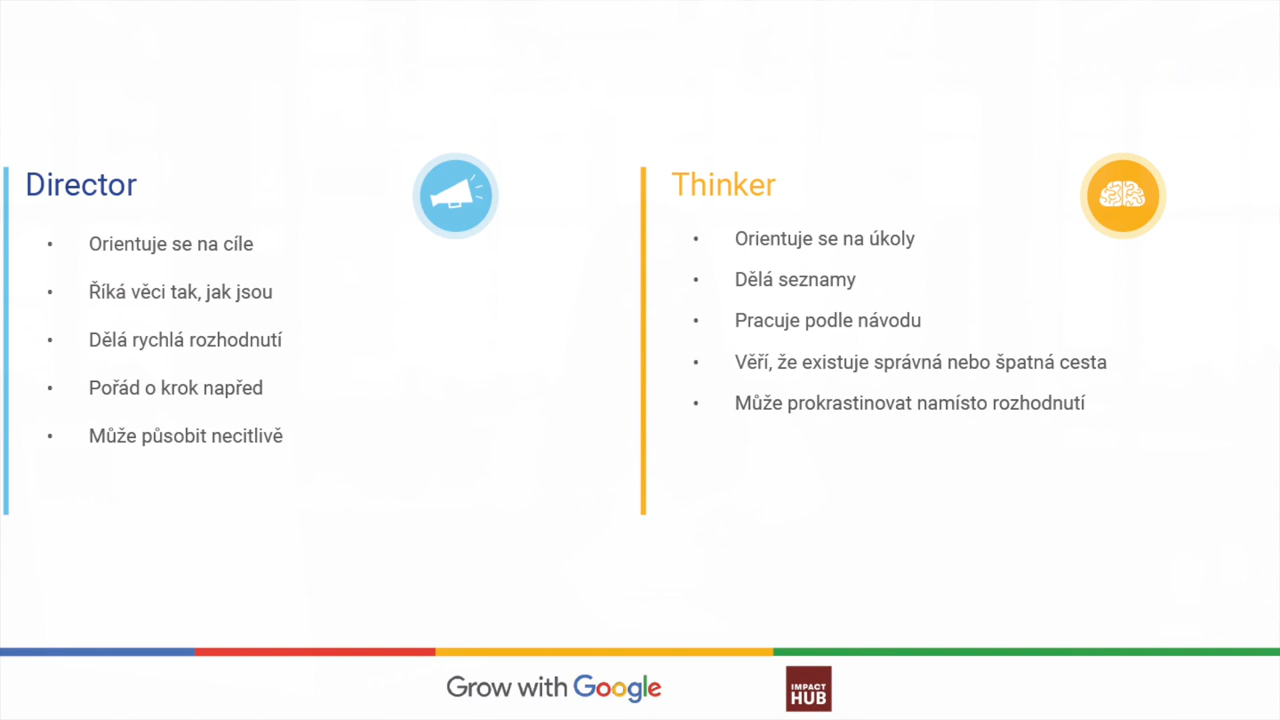 Director
• Orientuje se na cíle
• Říká věci tak, jak jsou
• Dělá rychlá rozhodnutí
• Pořád o krok napřed
• Může působit necitlivě
Thinker
• Orientuje se na úkoly
• Dělá seznamy
• Pracuje podle návodu
• Věří, že existuje správná nebo špatná cesta
• Může prokrastinovat namísto rozhodnutí
Grow with Google
IMPACT
HUB